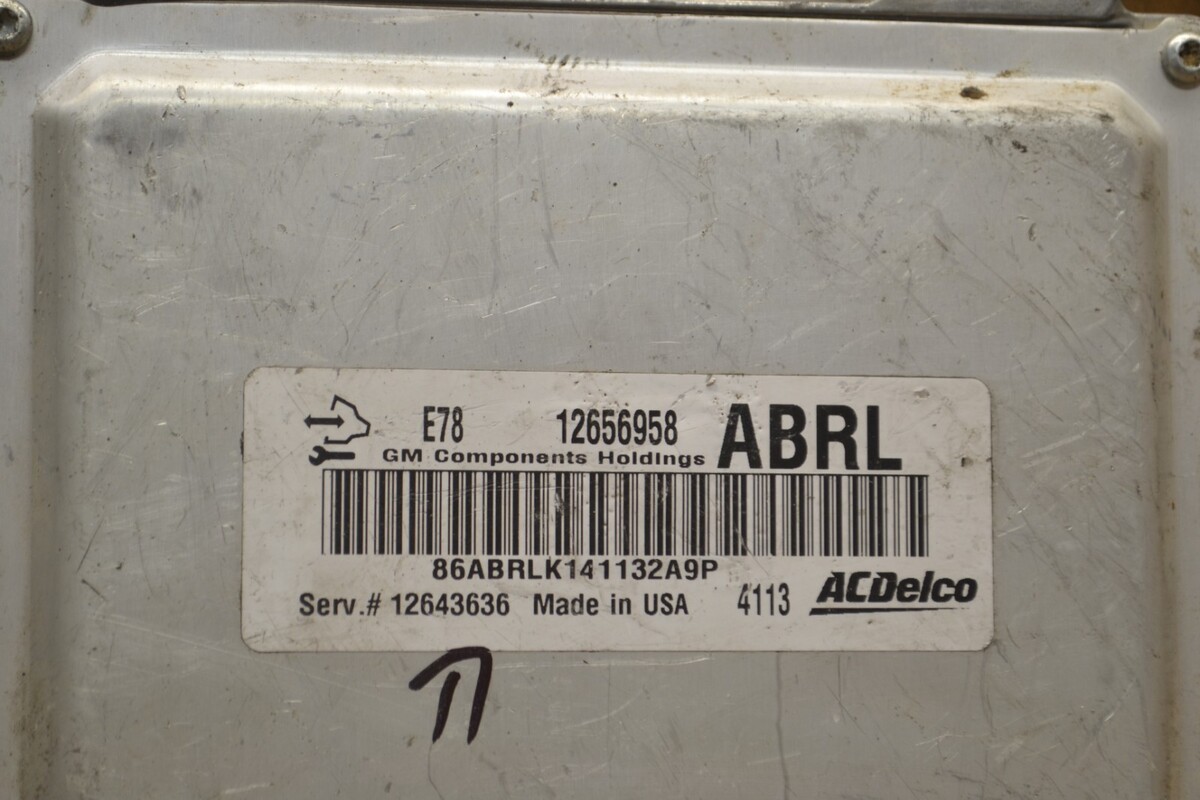 E78 12656958 ABRL
GM Components Holdings
86ABRLK141132A9P
Serv.# 12643636 Made in USA 4113 ACDelco